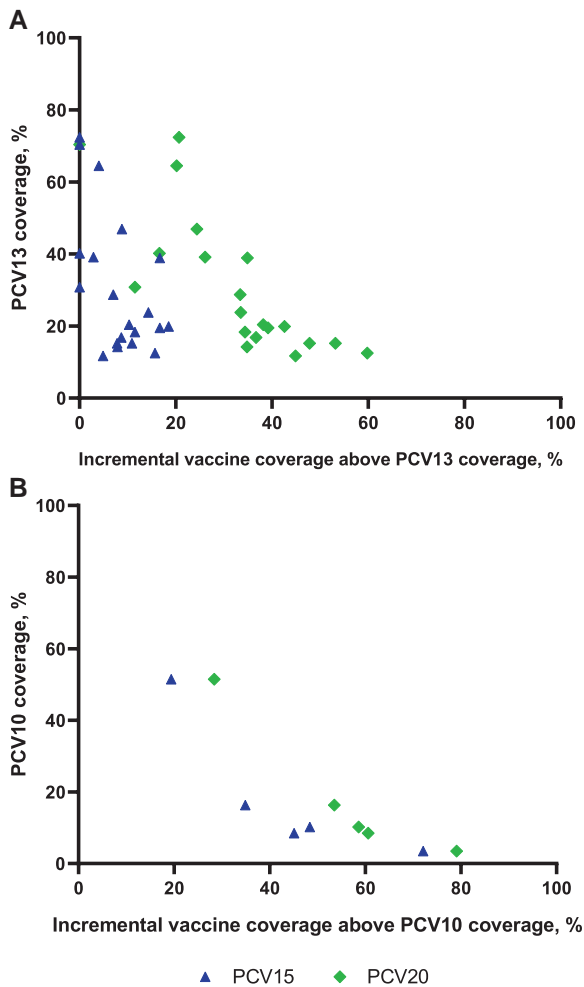 A
100
80
60
40
20
0
PCV13 coverage, %
0 20 40 60 80 100
Incremental vaccine coverage above PCV13 coverage, %
B
100
80
60
40
20
0
PCV10 coverage, %
0 20 40 60 80 100
Incremental vaccine coverage above PCV10 coverage, %
PCV15 PCV20